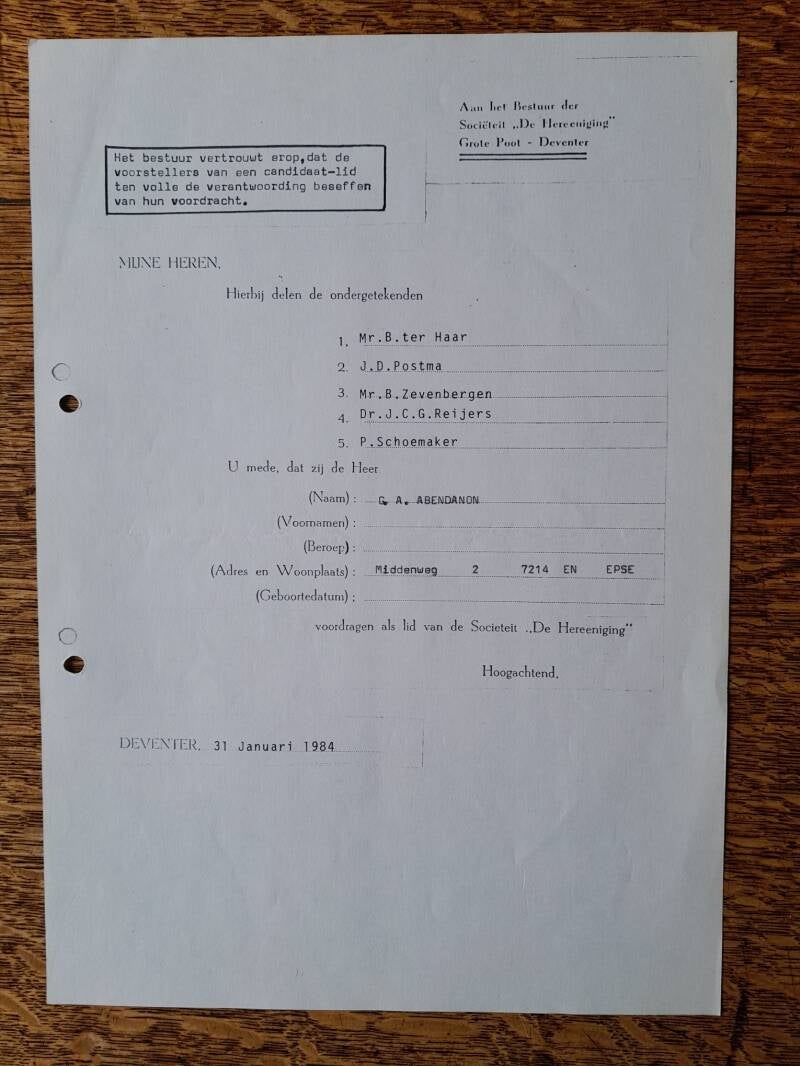 Aan het Bestuur der
Sociëteit „De Hereeniging"
Grote Poot - Deventer
Het bestuur vertrouwt erop,dat de
voorstellers van een candidaat-lid
ten volle de verantwoording beseffen
van hun voordracht.
MIJNE HEREN,
Hierbij delen de ondergetekenden
1. Mr.B.ter Haar
2. J.D.Postma
3. Mr.B.Zevenbergen
4. Dr.J.C.G.Reijers
5. P.Schoemaker
U mede, dat zij de Heer
(Naam) : G. A. ABENDANON
(Voornamen) :
(Beroep) :
(Adres en Woonplaats) : Middenweg 2 7214 EN EPSE
(Geboortedatum) :
voordragen als lid van de Societeit „De Hereeniging"
Hoogachtend,
DEVENTER, 31 Januari 1984